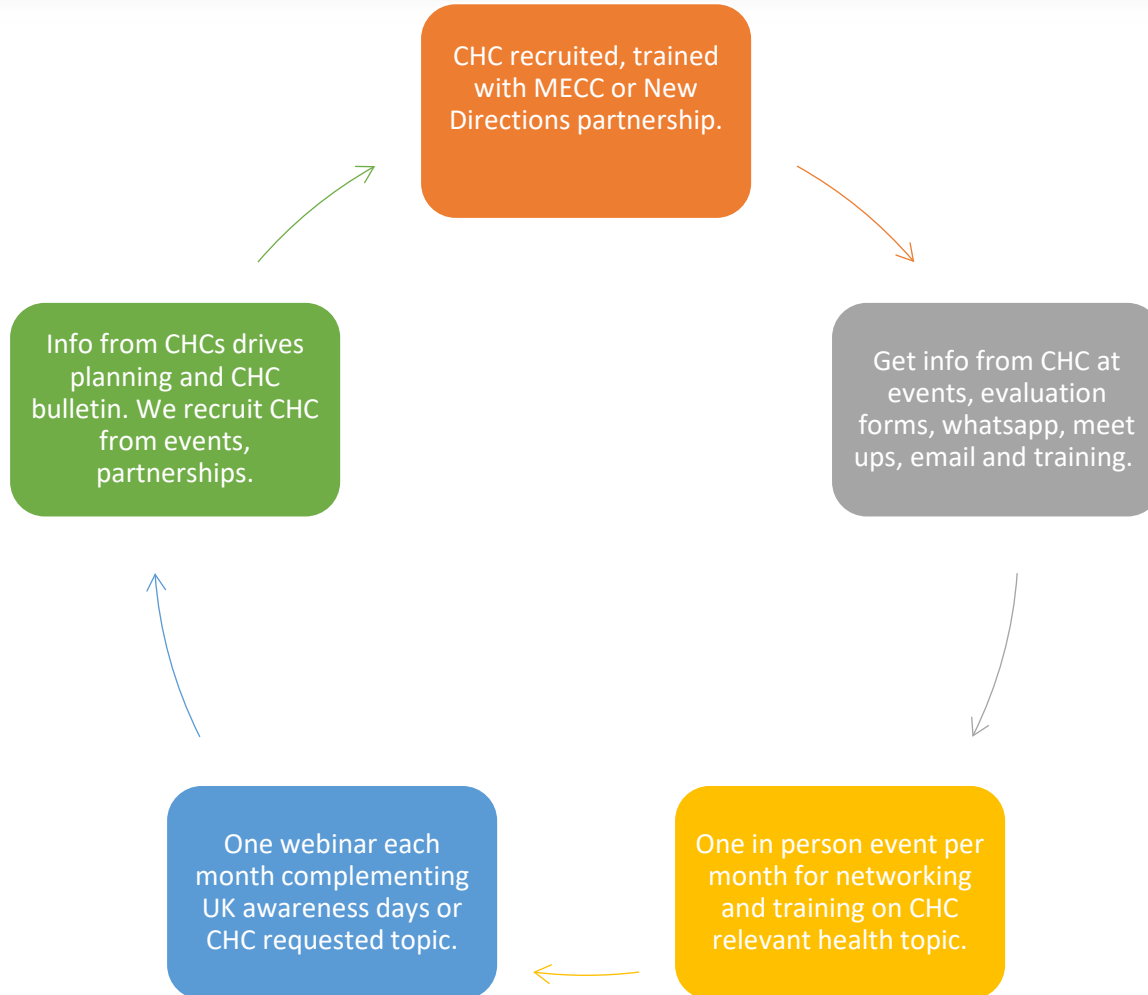 CHC recruited, trained
with MECC or New
Directions partnership.
Get info from CHC at
events, evaluation
forms, whatsapp, meet
ups, email and training.
One in person event per
month for networking
and training on CHC
relevant health topic.
One webinar each
month complementing
UK awareness days or
CHC requested topic.
Info from CHCs drives
planning and CHC
bulletin. We recruit CHC
from events,
partnerships.